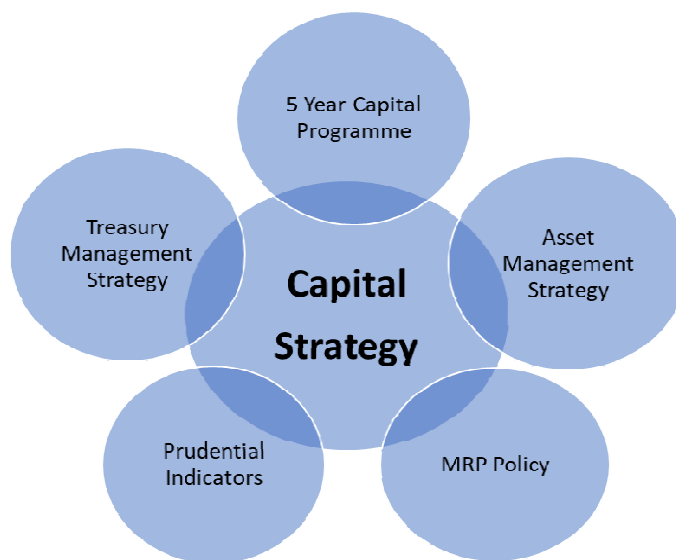 5 Year Capital
Programme
Treasury
Management
Strategy
Asset
Management
Strategy
Capital
Strategy
Prudential
Indicators
MRP Policy